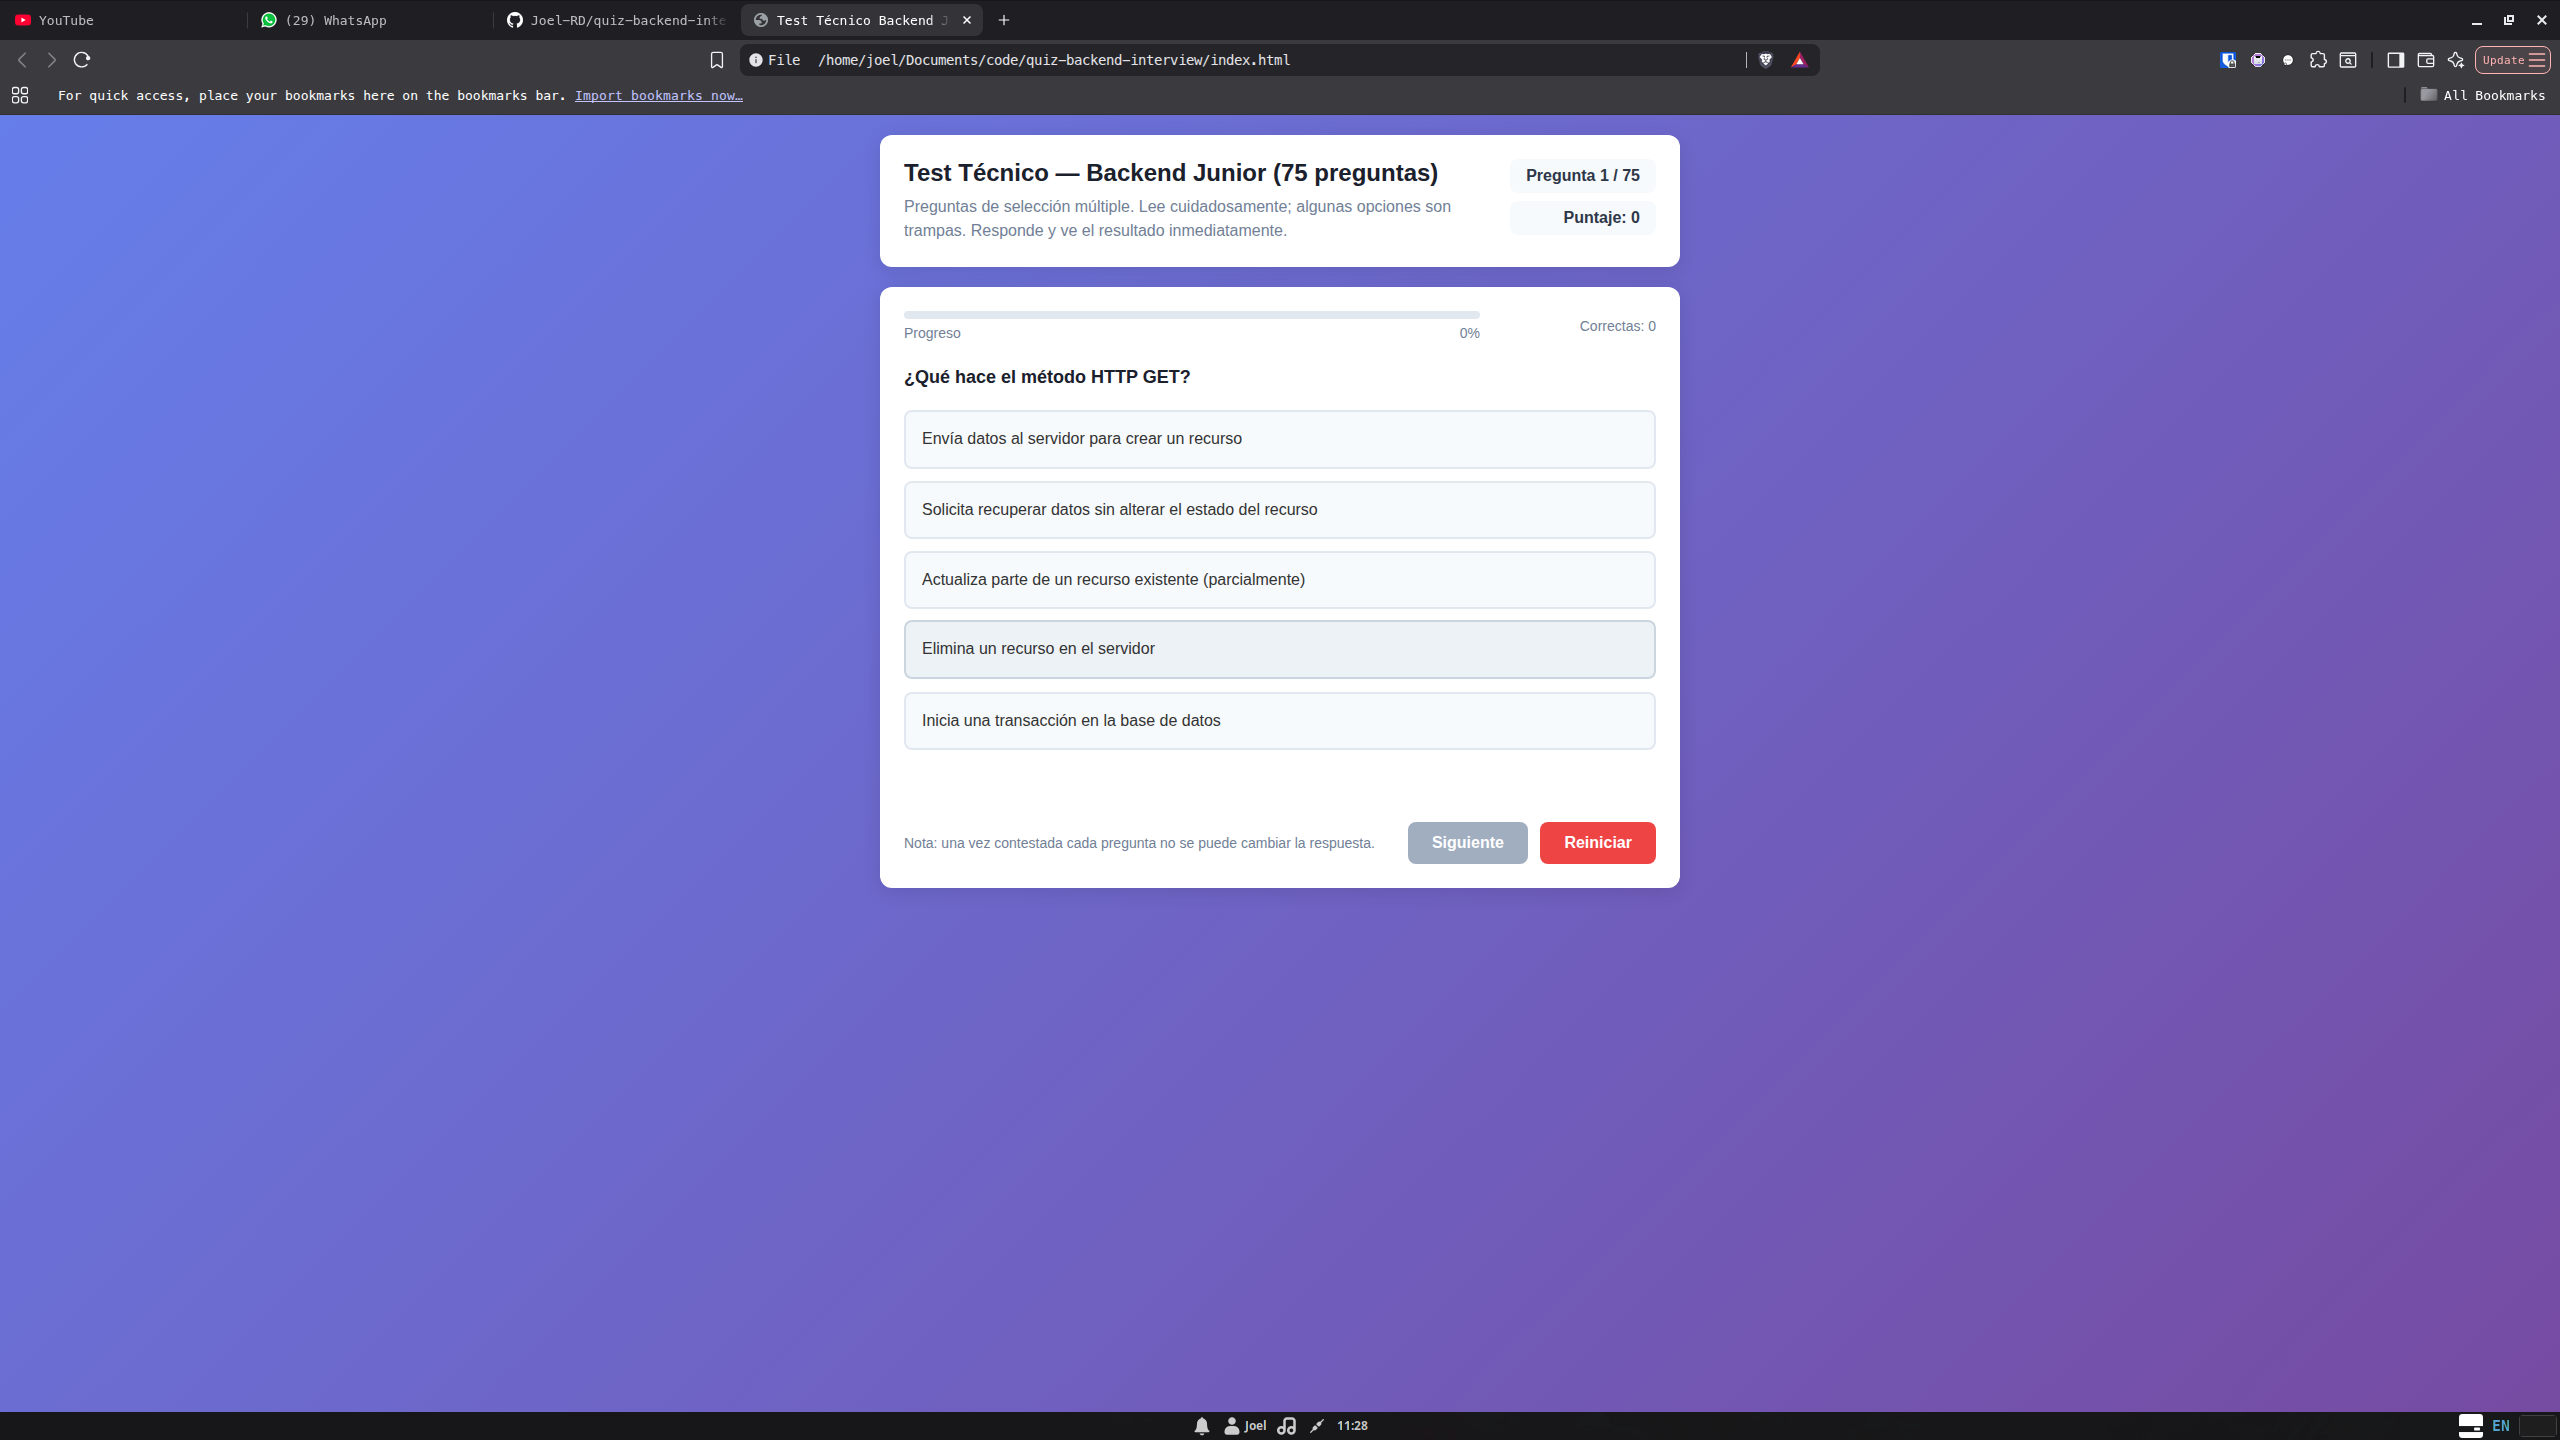 YouTube
(29) WhatsApp
Joel-RD/quiz-backend-inte
Test Técnico Backend J
File /home/joel/Documents/code/quiz-backend-interview/index.html
Update
For quick access, place your bookmarks here on the bookmarks bar. Import bookmarks now…
All Bookmarks
Test Técnico — Backend Junior (75 preguntas)
Preguntas de selección múltiple. Lee cuidadosamente; algunas opciones son
trampas. Responde y ve el resultado inmediatamente.
Pregunta 1 / 75
Puntaje: 0
Progreso
0%
Correctas: 0
¿Qué hace el método HTTP GET?
Envía datos al servidor para crear un recurso
Solicita recuperar datos sin alterar el estado del recurso
Actualiza parte de un recurso existente (parcialmente)
Elimina un recurso en el servidor
Inicia una transacción en la base de datos
Nota: una vez contestada cada pregunta no se puede cambiar la respuesta.
Siguiente
Reiniciar
Joel
11:28
EN